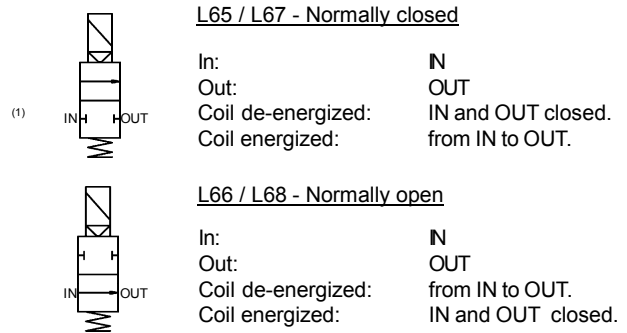 L65 / L67 - Normally closed
In: IN
Out: OUT
(1) IN OUT Coil de-energized: IN and OUT closed.
Coil energized: from IN to OUT.
L66 / L68 - Normally open
In: IN
Out: OUT
IN OUT Coil de-energized: from IN to OUT.
Coil energized: IN and OUT closed.